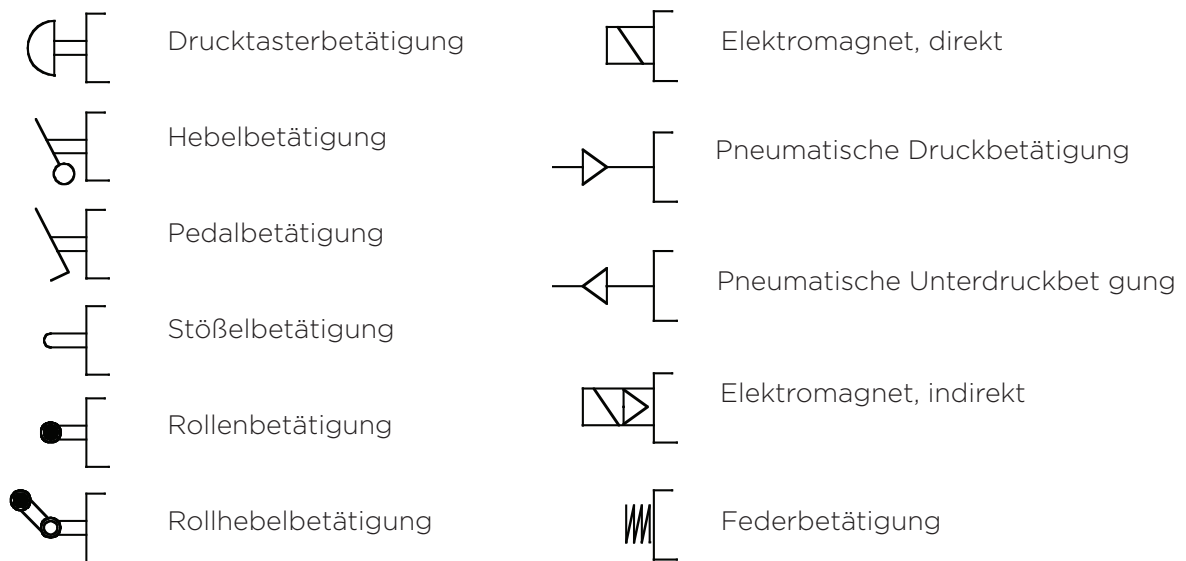 Drucktasterbetätigung
Hebelbetätigung
Pedalbetätigung
Stößelbetätigung
Rollenbetätigung
Rollhebelbetätigung
Elektromagnet, direkt
Pneumatische Druckbetätigung
Pneumatische Unterdruckbet gung
Elektromagnet, indirekt
Federbetätigung